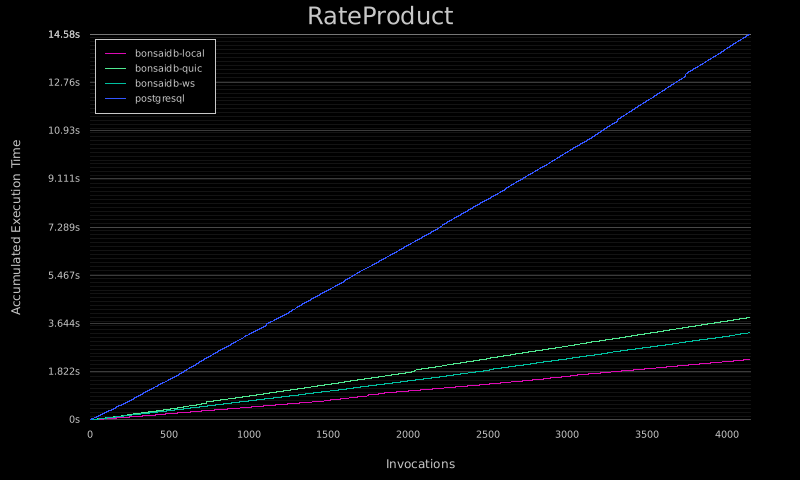 RateProduct
14.58s
12.76s
10.93s
9.111s
7.289s
5.467s
3.644s
1.822s
0s
bonsaidb-local
bonsaidb-quic
bonsaidb-ws
postgresql
Accumulated Execution Time
0 500 1000 1500 2000 2500 3000 3500 4000
Invocations